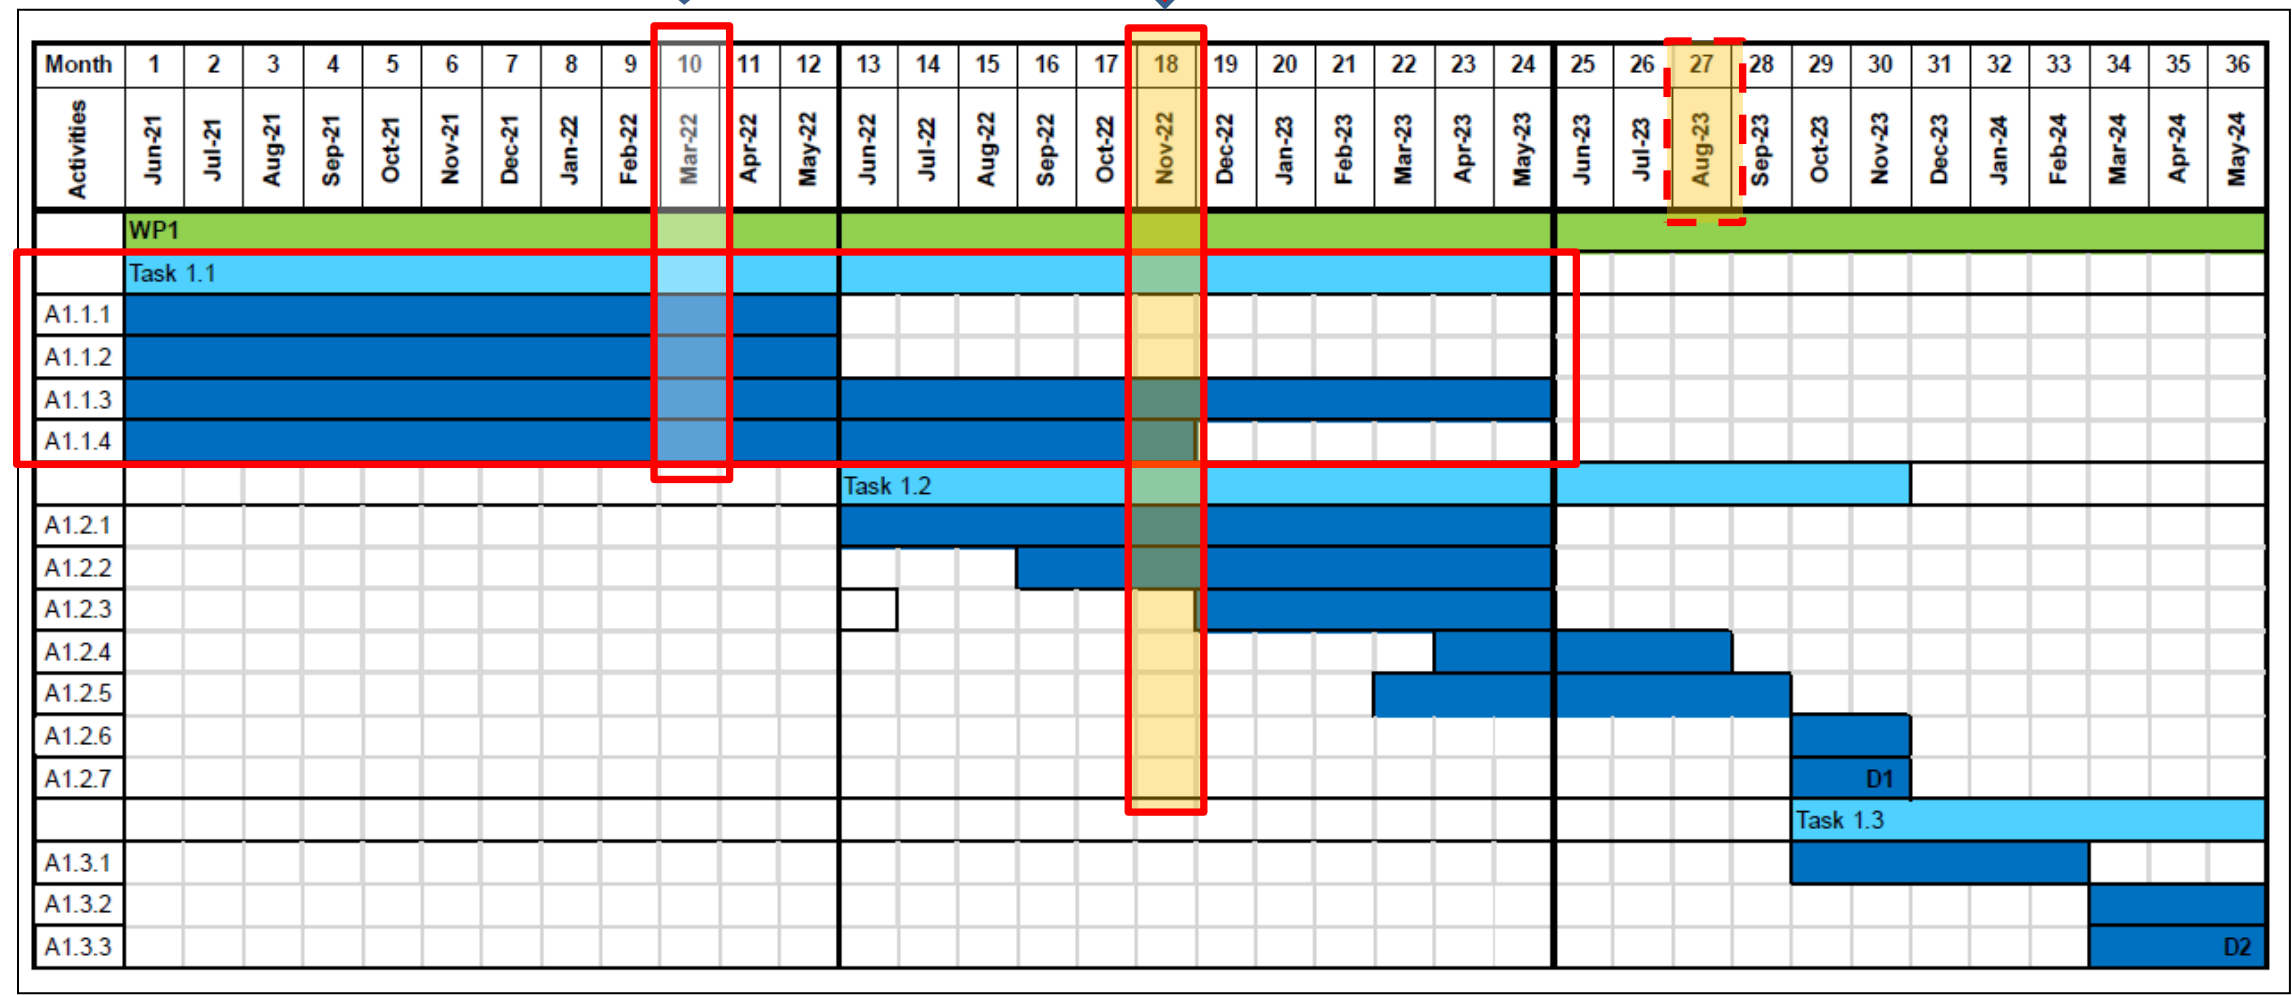 Month 1 2 3 4 5 6 7 8 9 10 11 12 13 14 15 16 17 18 19 20 21 22 23 24 25 26 27 28 29 30 31 32 33 34 35 36
Activities Jun-21 Jul-21 Aug-21 Sep-21 Oct-21 Nov-21 Dec-21 Jan-22 Feb-22 Mar-22 Apr-22 May-22 Jun-22 Jul-22 Aug-22 Sep-22 Oct-22 Nov-22 Dec-22 Jan-23 Feb-23 Mar-23 Apr-23 May-23 Jun-23 Jul-23 Aug-23 Sep-23 Oct-23 Nov-23 Dec-23 Jan-24 Feb-24 Mar-24 Apr-24 May-24
WP1
Task 1.1
A1.1.1
A1.1.2
A1.1.3
A1.1.4
Task 1.2
A1.2.1
A1.2.2
A1.2.3
A1.2.4
A1.2.5
A1.2.6
A1.2.7 D1
Task 1.3
A1.3.1
A1.3.2
A1.3.3 D2